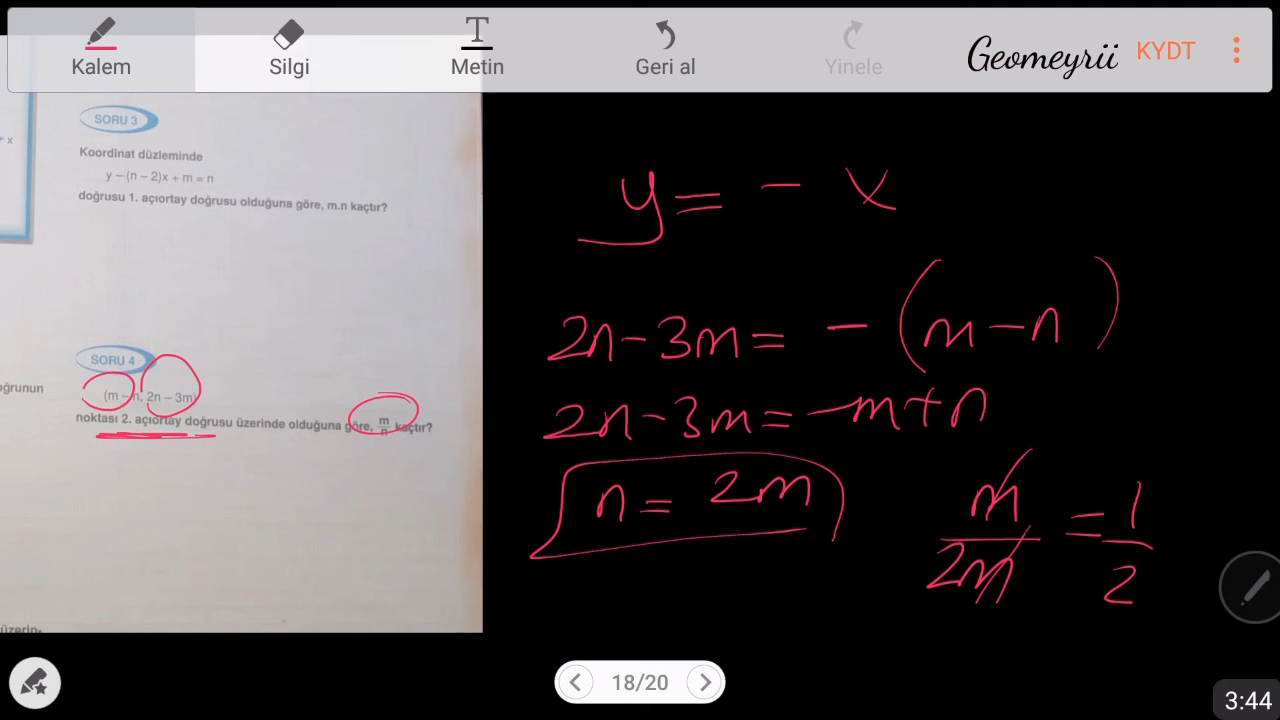 Kalem
Silgi
Metin
Geri al
Yinele
Geomeyrii
KYDT
x
SORU 3
Koordinat düzleminde
y – (n – 2)x + m = n
doğrusu 1. açıortay doğrusu olduğuna göre, m.n kaçtır?
SORU 4
(m – n, 2n – 3m)
noktası 2. açıortay doğrusu üzerinde olduğuna göre, m/n kaçtır?
oğrunun
üzerin-
y = - x
2n - 3m = - (m - n)
2n - 3m = -m + n
n = 2m
m/2m = 1/2
18/20
3:44